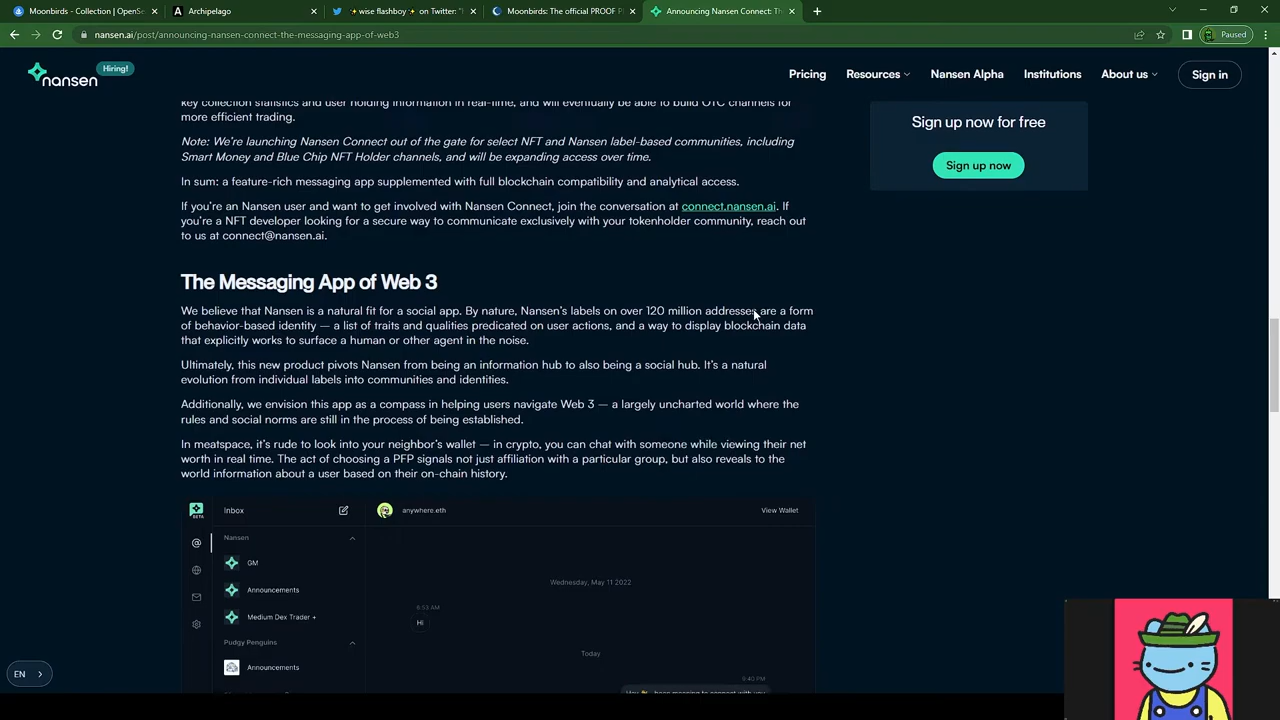 Moonbirds - Collection | OpenSe
Archipelago
✨wise flashboy✨ on Twitter: "
Moonbirds: The official PROOF P
Announcing Nansen Connect: Th
nansen.ai/post/announcing-nansen-connect-the-messaging-app-of-web3
Paused
nansen
Hiring!
Pricing
Resources
Nansen Alpha
Institutions
About us
Sign in
key collection statistics and user holding information in real-time, and will eventually be able to build OTC channels for
more efficient trading.
Note: We're launching Nansen Connect out of the gate for select NFT and Nansen label-based communities, including
Smart Money and Blue Chip NFT Holder channels, and will be expanding access over time.
In sum: a feature-rich messaging app supplemented with full blockchain compatibility and analytical access.
If you're an Nansen user and want to get involved with Nansen Connect, join the conversation at connect.nansen.ai. If
you're a NFT developer looking for a secure way to communicate exclusively with your tokenholder community, reach out
to us at connect@nansen.ai.
Sign up now for free
Sign up now
The Messaging App of Web 3
We believe that Nansen is a natural fit for a social app. By nature, Nansen's labels on over 120 million addresses are a form
of behavior-based identity — a list of traits and qualities predicated on user actions, and a way to display blockchain data
that explicitly works to surface a human or other agent in the noise.
Ultimately, this new product pivots Nansen from being an information hub to also being a social hub. It's a natural
evolution from individual labels into communities and identities.
Additionally, we envision this app as a compass in helping users navigate Web 3 — a largely uncharted world where the
rules and social norms are still in the process of being established.
In meatspace, it's rude to look into your neighbor's wallet — in crypto, you can chat with someone while viewing their net
worth in real time. The act of choosing a PFP signals not just affiliation with a particular group, but also reveals to the
world information about a user based on their on-chain history.
BETA
Inbox
anywhere.eth
View Wallet
Nansen
GM
Announcements
Medium Dex Trader +
Pudgy Penguins
Announcements
Wednesday, May 11 2022
6:53 AM
Hi
Today
9:40 PM
Hey 👋 been meaning to connect with you
EN